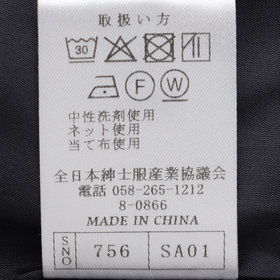 取扱い方
30
F W
中性洗剤使用
ネット使用
当て布使用
全日本紳士服産業協議会
電話 058-265-1212
8-0866
MADE IN CHINA
SNO 756 SA01